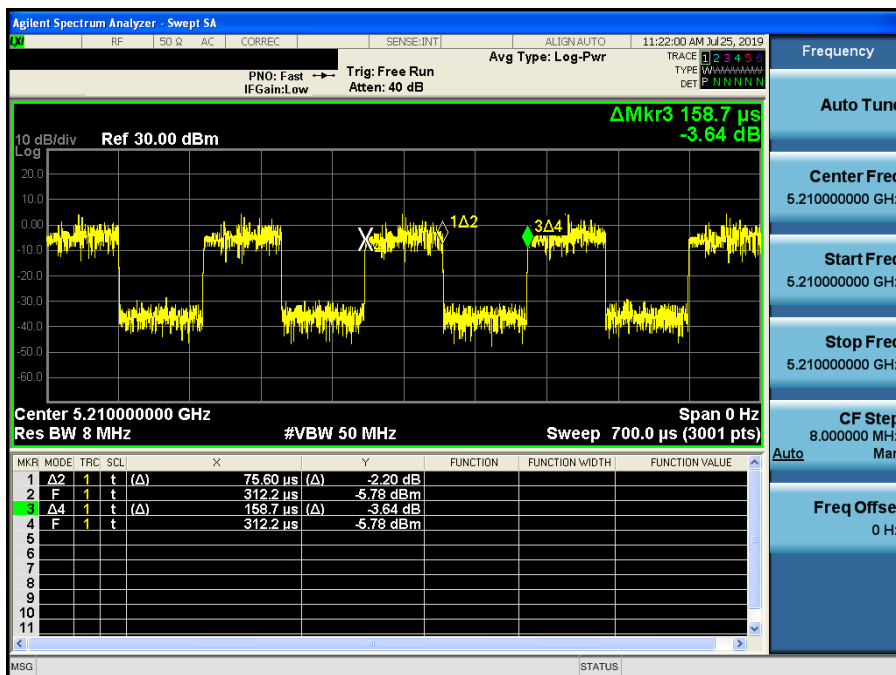 Agilent Spectrum Analyzer - Swept SA
LXI RF 50 Ω AC CORREC SENSE:INT ALIGNAUTO 11:22:00 AM Jul 25, 2019
PNO: Fast
IFGain:Low
Trig: Free Run
Atten: 40 dB
Avg Type: Log-Pwr
TRACE 1 2 3 4 5 6
TYPE W
DET P N N N N N
ΔMkr3 158.7 µs
-3.64 dB
10 dB/div Ref 30.00 dBm
Log
20.0
10.0
0.00
-10.0
-20.0
-30.0
-40.0
-50.0
-60.0
1Δ2
3Δ4
Center 5.210000000 GHz Span 0 Hz
Res BW 8 MHz #VBW 50 MHz Sweep 700.0 µs (3001 pts)
MKR MODE TRC SCL X Y FUNCTION FUNCTION WIDTH FUNCTION VALUE
1 Δ2 1 t (Δ) 75.60 µs (Δ) -2.20 dB
2 F 1 t 312.2 µs -5.78 dBm
3 Δ4 1 t (Δ) 158.7 µs (Δ) -3.64 dB
4 F 1 t 312.2 µs -5.78 dBm
5
6
7
8
9
10
11
MSG STATUS
Frequency
Auto Tune
Center Freq
5.210000000 GHz
Start Freq
5.210000000 GHz
Stop Freq
5.210000000 GHz
CF Step
8.000000 MHz
Auto Man
Freq Offset
0 Hz